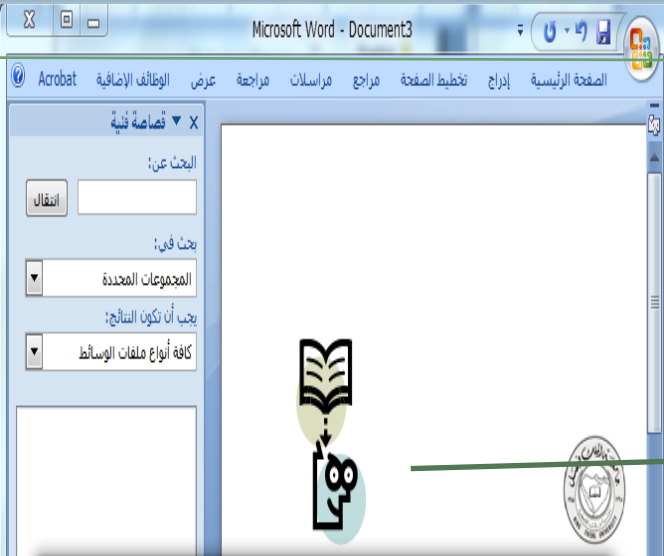 Microsoft Word - Document3
الصفحة الرئيسية إدراج تخطيط الصفحة مراجع مراسلات مراجعة عرض الوظائف الإضافية Acrobat
قصاصة فنية
البحث عن:
انتقال
بحث في:
المجموعات المحددة
يجب أن تكون النتائج:
كافة أنواع ملفات الوسائط